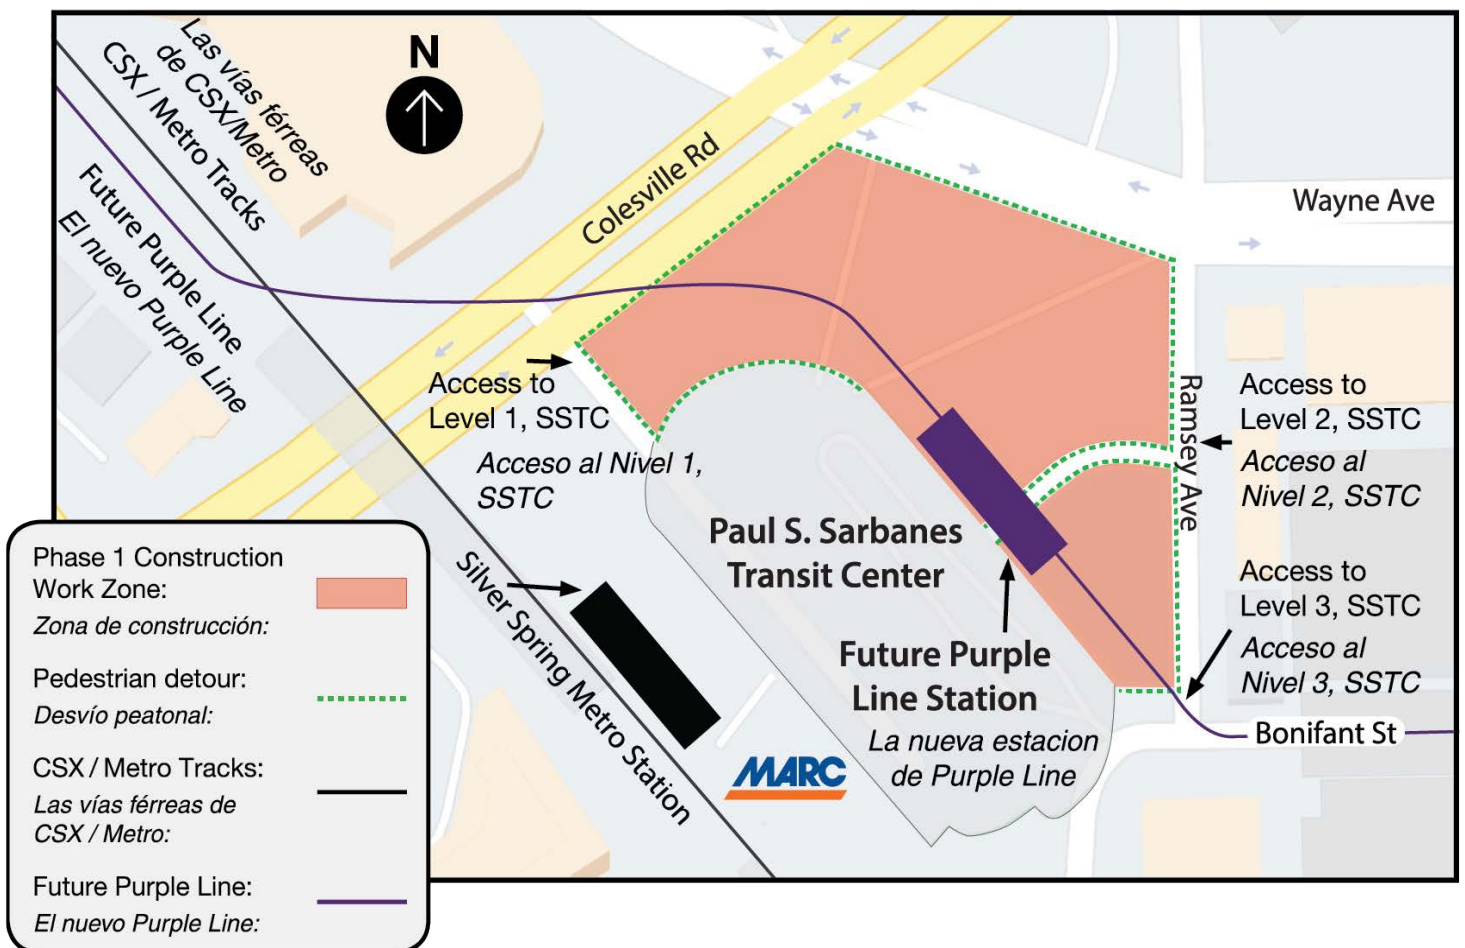 N
Las vías férreas
de CSX/Metro
CSX / Metro Tracks
Future Purple Line
El nuevo Purple Line
Colesville Rd
Wayne Ave
Access to
Level 1, SSTC
Acceso al Nivel 1,
SSTC
Ramsey Ave
Access to
Level 2, SSTC
Acceso al
Nivel 2, SSTC
Paul S. Sarbanes
Transit Center
Access to
Level 3, SSTC
Acceso al
Nivel 3, SSTC
Silver Spring Metro Station
Future Purple
Line Station
La nueva estacion
de Purple Line
Bonifant St
MARC
Phase 1 Construction
Work Zone:
Zona de construcción:
Pedestrian detour:
Desvío peatonal:
CSX / Metro Tracks:
Las vías férreas de
CSX / Metro:
Future Purple Line:
El nuevo Purple Line: